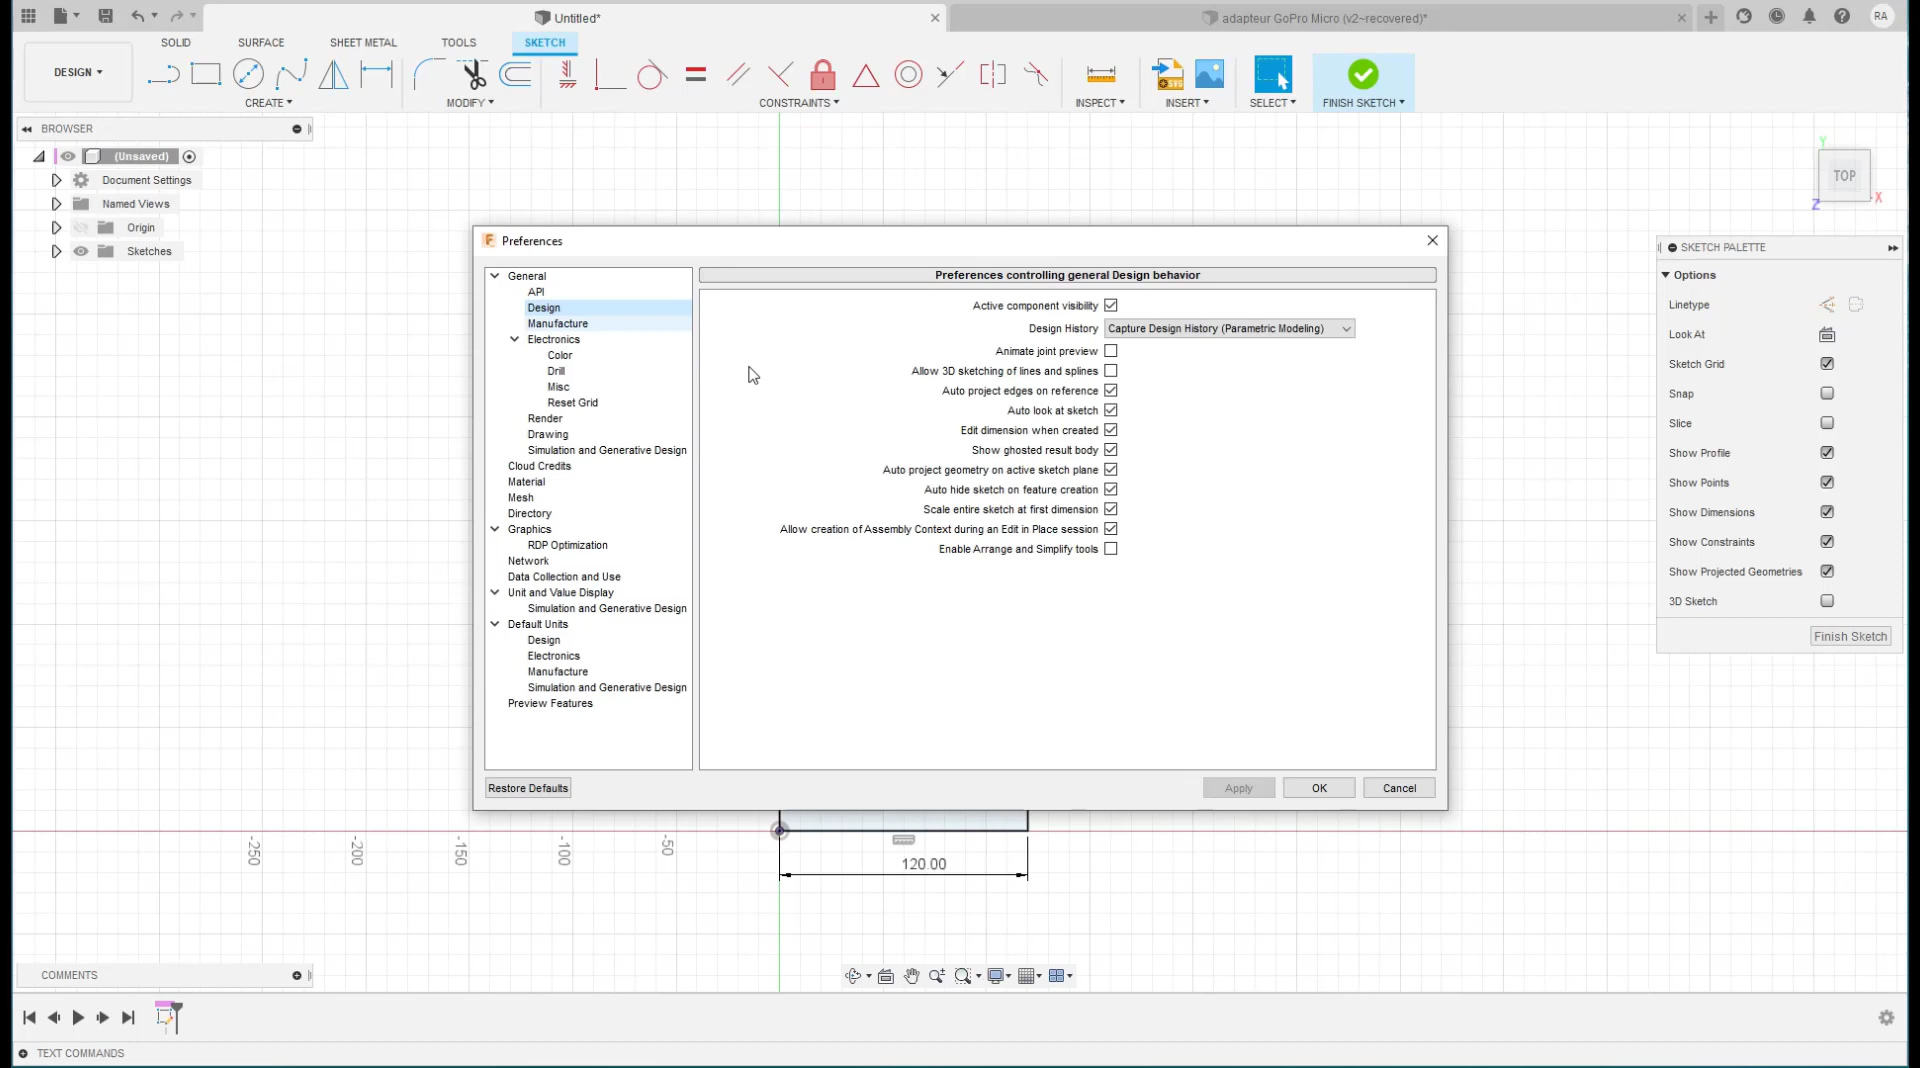 Untitled*
adapteur GoPro Micro (v2~recovered)*
RA
DESIGN
SOLID
SURFACE
SHEET METAL
TOOLS
SKETCH
CREATE
MODIFY
CONSTRAINTS
INSPECT
INSERT
SELECT
FINISH SKETCH
BROWSER
(Unsaved)
Document Settings
Named Views
Origin
Sketches
Y
TOP
X
Z
Preferences
General
API
Design
Manufacture
Electronics
Color
Drill
Misc
Reset Grid
Render
Drawing
Simulation and Generative Design
Cloud Credits
Material
Mesh
Directory
Graphics
RDP Optimization
Network
Data Collection and Use
Unit and Value Display
Simulation and Generative Design
Default Units
Design
Electronics
Manufacture
Simulation and Generative Design
Preview Features
Preferences controlling general Design behavior
Active component visibility
Design History Capture Design History (Parametric Modeling)
Animate joint preview
Allow 3D sketching of lines and splines
Auto project edges on reference
Auto look at sketch
Edit dimension when created
Show ghosted result body
Auto project geometry on active sketch plane
Auto hide sketch on feature creation
Scale entire sketch at first dimension
Allow creation of Assembly Context during an Edit in Place session
Enable Arrange and Simplify tools
Restore Defaults
Apply
OK
Cancel
SKETCH PALETTE
Options
Linetype
Look At
Sketch Grid
Snap
Slice
Show Profile
Show Points
Show Dimensions
Show Constraints
Show Projected Geometries
3D Sketch
Finish Sketch
-250
-200
-150
-100
-50
120.00
COMMENTS
TEXT COMMANDS